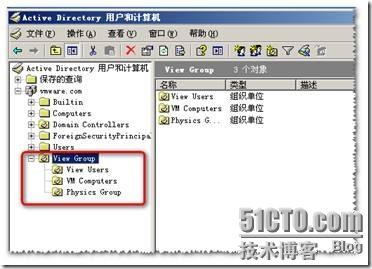 Active Directory 用户和计算机
文件(F) 操作(A) 查看(V) 窗口(W) 帮助(H)
Active Directory 用户和计算机
保存的查询
vmware.com
Builtin
Computers
Domain Controllers
ForeignSecurityPrincipal
Users
View Group
View Users
VM Computers
Physics Group
View Group 3 个对象
名称 类型 描述
View Users 组织单位
VM Computers 组织单位
Physics G... 组织单位
51CTO.com
技术博客 Blog